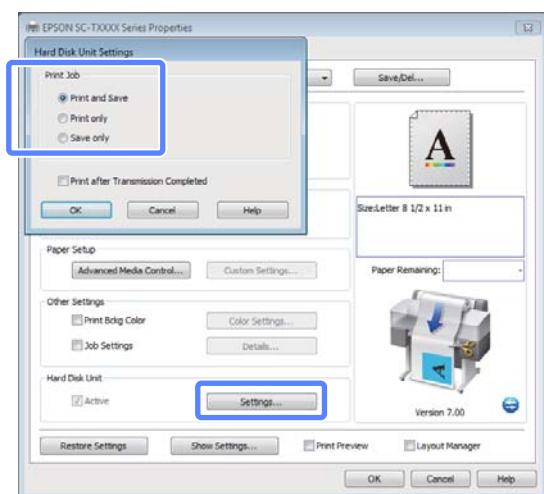 EPSON SC-TXXXX Series Properties
Hard Disk Unit Settings
Print Job
Print and Save
Print only
Save only
Print after Transmission Completed
OK Cancel Help
Save/Del...
A
Size:Letter 8 1/2 x 11 in
Paper Setup
Advanced Media Control... Custom Settings...
Paper Remaining: -
Other Settings
Print Bckg Color Color Settings...
Job Settings Details...
A
Hard Disk Unit
Active Settings...
Version 7.00
Restore Settings Show Settings... Print Preview Layout Manager
OK Cancel Help